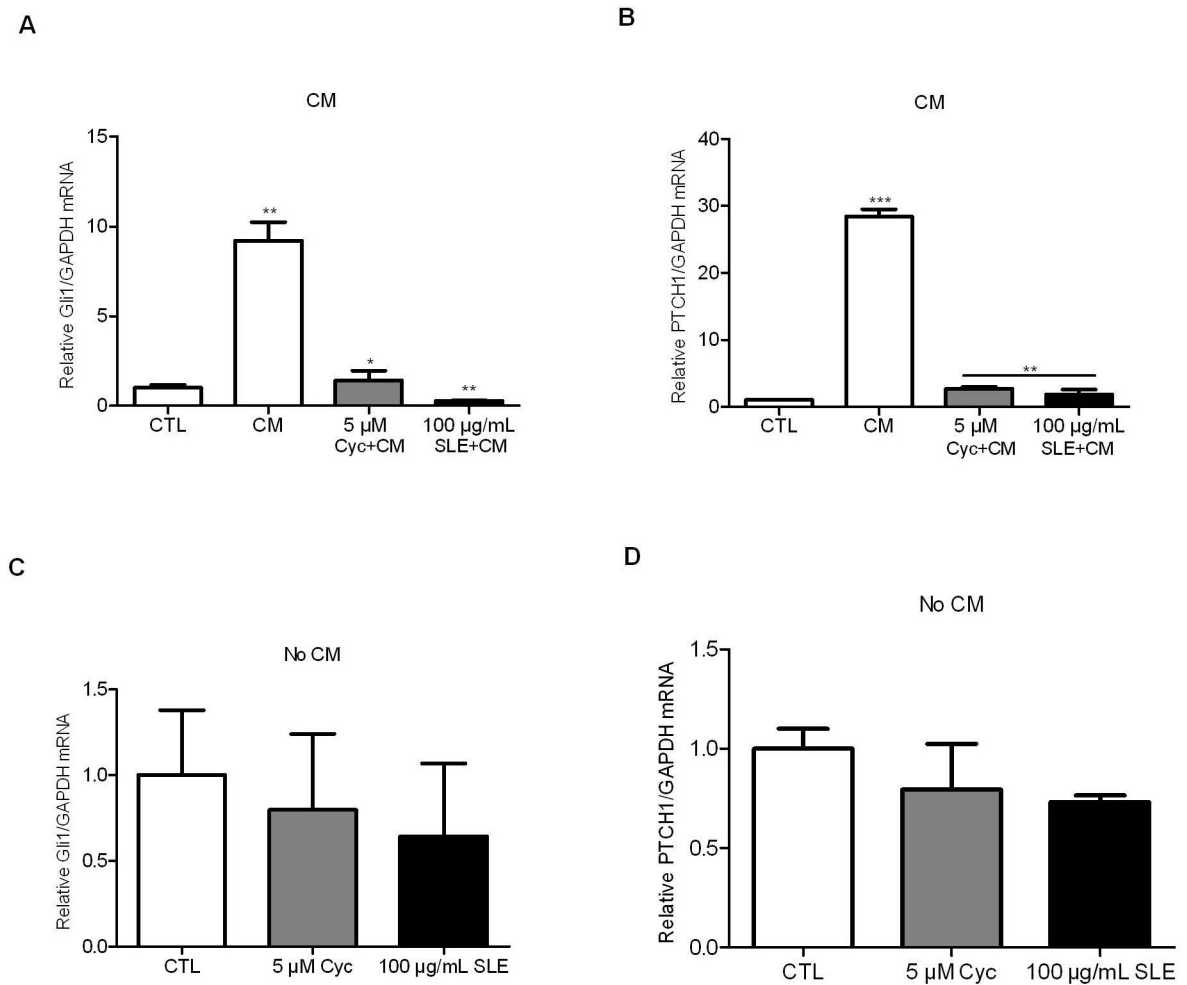 A
CM
Relative Gli1/GAPDH mRNA
15
10
5
0
**
*
**
CTL
CM
5 µM
Cyc+CM
100 µg/mL
SLE+CM
B
CM
Relative PTCH1/GAPDH mRNA
40
30
20
10
0
***
**
CTL
CM
5 µM
Cyc+CM
100 µg/mL
SLE+CM
C
No CM
Relative Gli1/GAPDH mRNA
1.5
1.0
0.5
0.0
CTL
5 µM Cyc
100 µg/mL SLE
D
No CM
Relative PTCH1/GAPDH mRNA
1.5
1.0
0.5
0.0
CTL
5 µM Cyc
100 µg/mL SLE